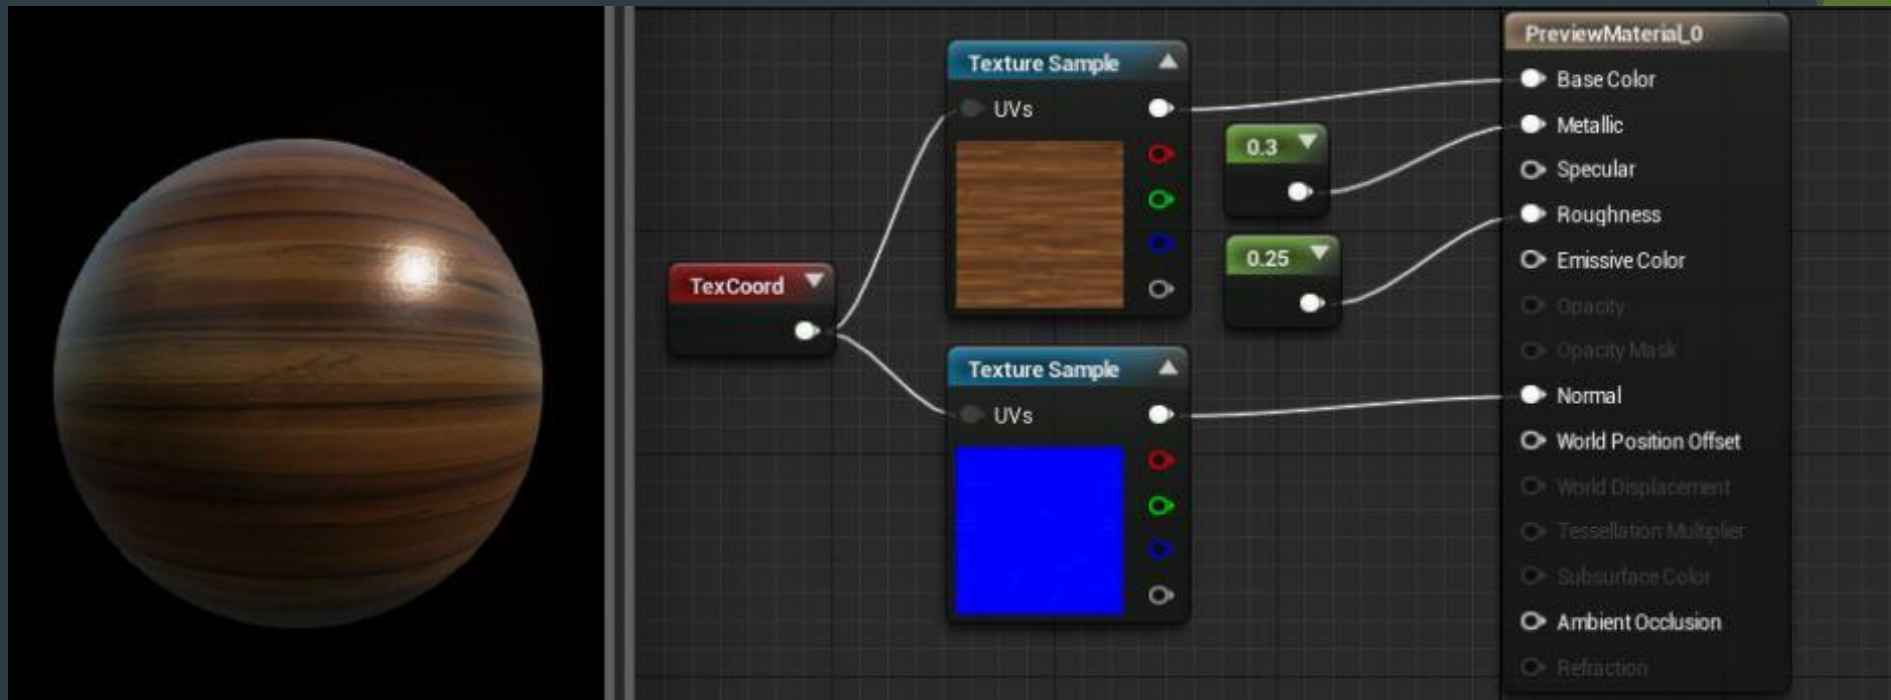 TexCoord
Texture Sample
UVs
Texture Sample
UVs
0.3
0.25
PreviewMaterial_0
Base Color
Metallic
Specular
Roughness
Emissive Color
Opacity
Opacity Mask
Normal
World Position Offset
World Displacement
Tessellation Multiplier
Subsurface Color
Ambient Occlusion
Refraction